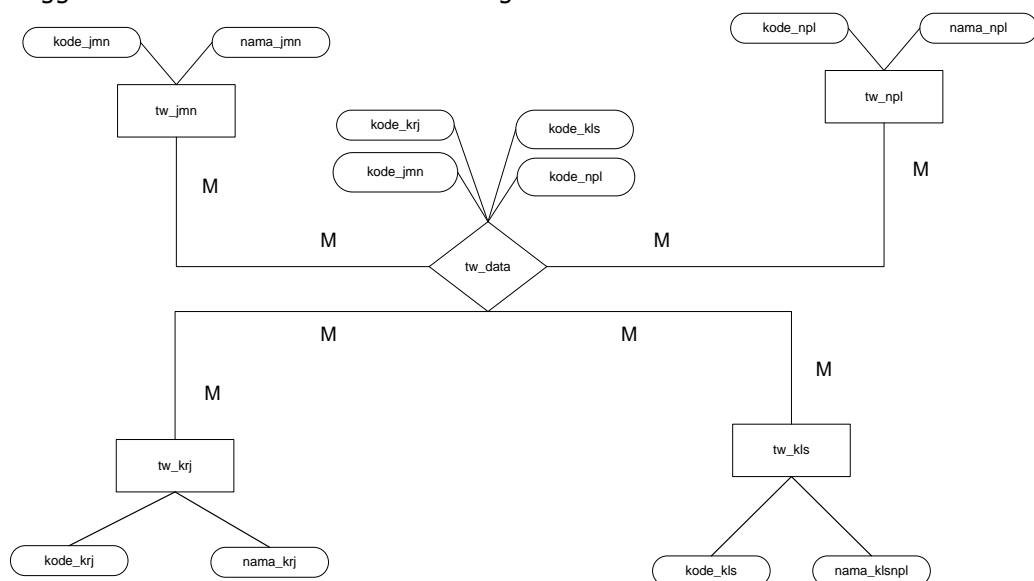 kode_jmn
nama_jmn
kode_npl
nama_npl
tw_jmn
tw_npl
kode_krj
kode_kls
kode_jmn
kode_npl
M
M
M
M
tw_data
M
M
M
M
tw_krj
tw_kls
kode_krj
nama_krj
kode_kls
nama_klsnpl